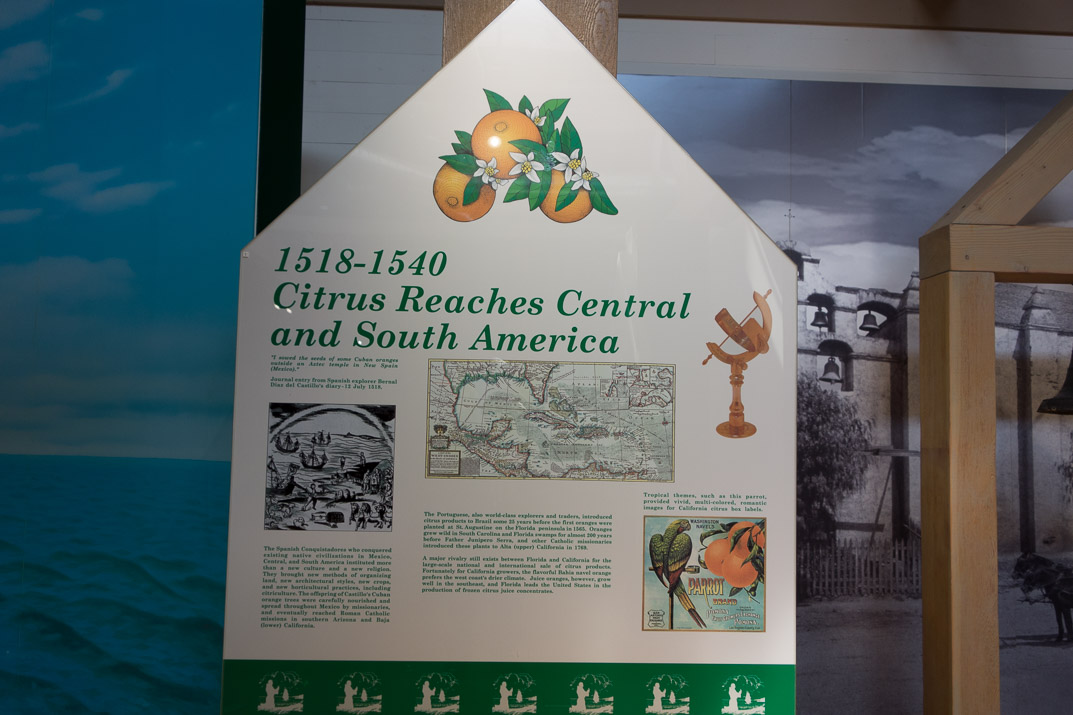 1518-1540
Citrus Reaches Central
and South America
"I sowed the seeds of some Cuban oranges
outside an Aztec temple in New Spain
(Mexico)."
Journal entry from Spanish explorer Bernal
Diaz del Castillo's diary-12 July 1518.
The Spanish Conquistadores who conquered
existing native civilizations in Mexico,
Central, and South America instituted more
than a new culture and a new religion.
They brought new methods of organizing
land, new architectural styles, new crops,
and new horticultural practices, including
citriculture. The offspring of Castillo's Cuban
orange trees were carefully nourished and
spread throughout Mexico by missionaries,
and eventually reached Roman Catholic
missions in southern Arizona and Baja
(lower) California.
The Portuguese, also world-class explorers and traders, introduced
citrus products to Brazil some 25 years before the first oranges were
planted at St. Augustine on the Florida peninsula in 1565. Oranges
grew wild in South Carolina and Florida swamps for almost 200 years
before Father Junipero Serra, and other Catholic missionaries
introduced these plants to Alta (upper) California in 1769.
A major rivalry still exists between Florida and California for the
large-scale national and international sale of citrus products.
Fortunately for California growers, the flavorful Bahia navel orange
prefers the west coast's drier climate. Juice oranges, however, grow
well in the southeast, and Florida leads the United States in the
production of frozen citrus juice concentrates.
Tropical themes, such as this parrot,
provided vivid, multi-colored, romantic
images for California citrus box labels.
WASHINGTON
NAVELS
PARROT